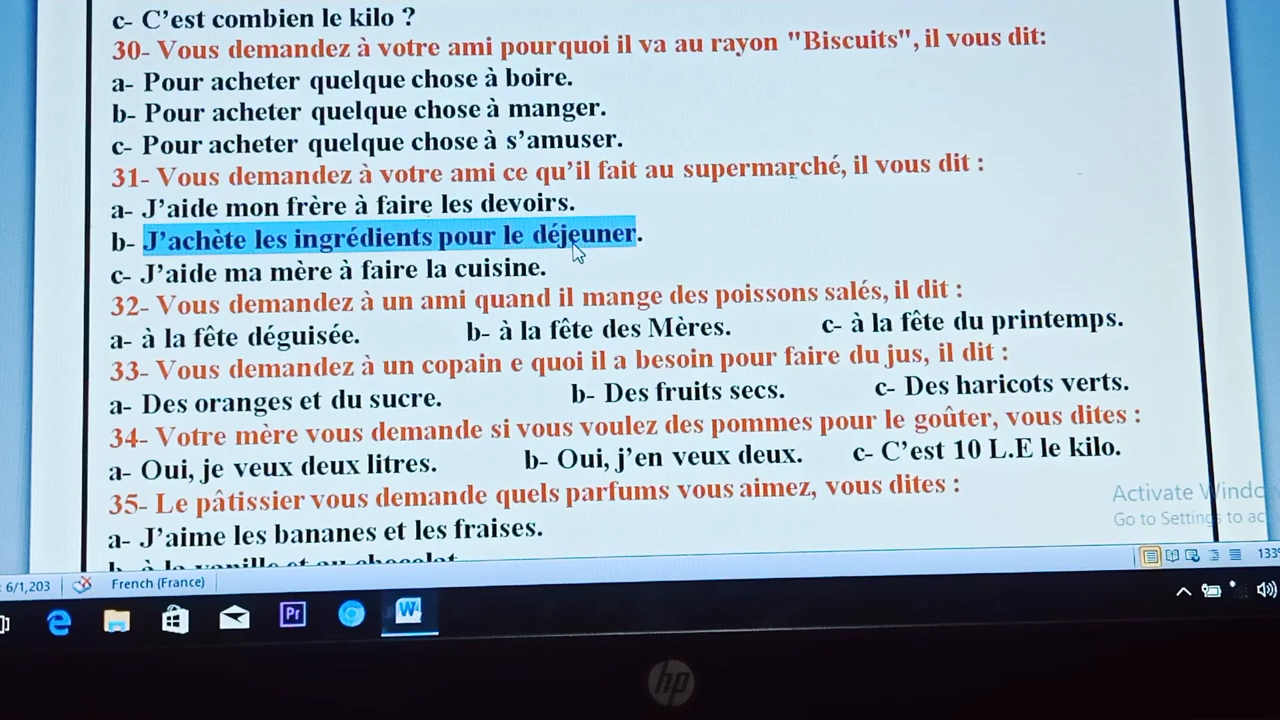 c- C’est combien le kilo ?
30- Vous demandez à votre ami pourquoi il va au rayon "Biscuits", il vous dit:
a- Pour acheter quelque chose à boire.
b- Pour acheter quelque chose à manger.
c- Pour acheter quelque chose à s’amuser.
31- Vous demandez à votre ami ce qu’il fait au supermarché, il vous dit :
a- J’aide mon frère à faire les devoirs.
b- J’achète les ingrédients pour le déjeuner.
c- J’aide ma mère à faire la cuisine.
32- Vous demandez à un ami quand il mange des poissons salés, il dit :
a- à la fête déguisée. b- à la fête des Mères. c- à la fête du printemps.
33- Vous demandez à un copain e quoi il a besoin pour faire du jus, il dit :
a- Des oranges et du sucre. b- Des fruits secs. c- Des haricots verts.
34- Votre mère vous demande si vous voulez des pommes pour le goûter, vous dites :
a- Oui, je veux deux litres. b- Oui, j’en veux deux. c- C’est 10 L.E le kilo.
35- Le pâtissier vous demande quels parfums vous aimez, vous dites :
a- J’aime les bananes et les fraises.
b- à la vanille et au chocolat
Activate Windo
Go to Settings to ac
: 6/1,203 French (France) 133%
Pr W
hp